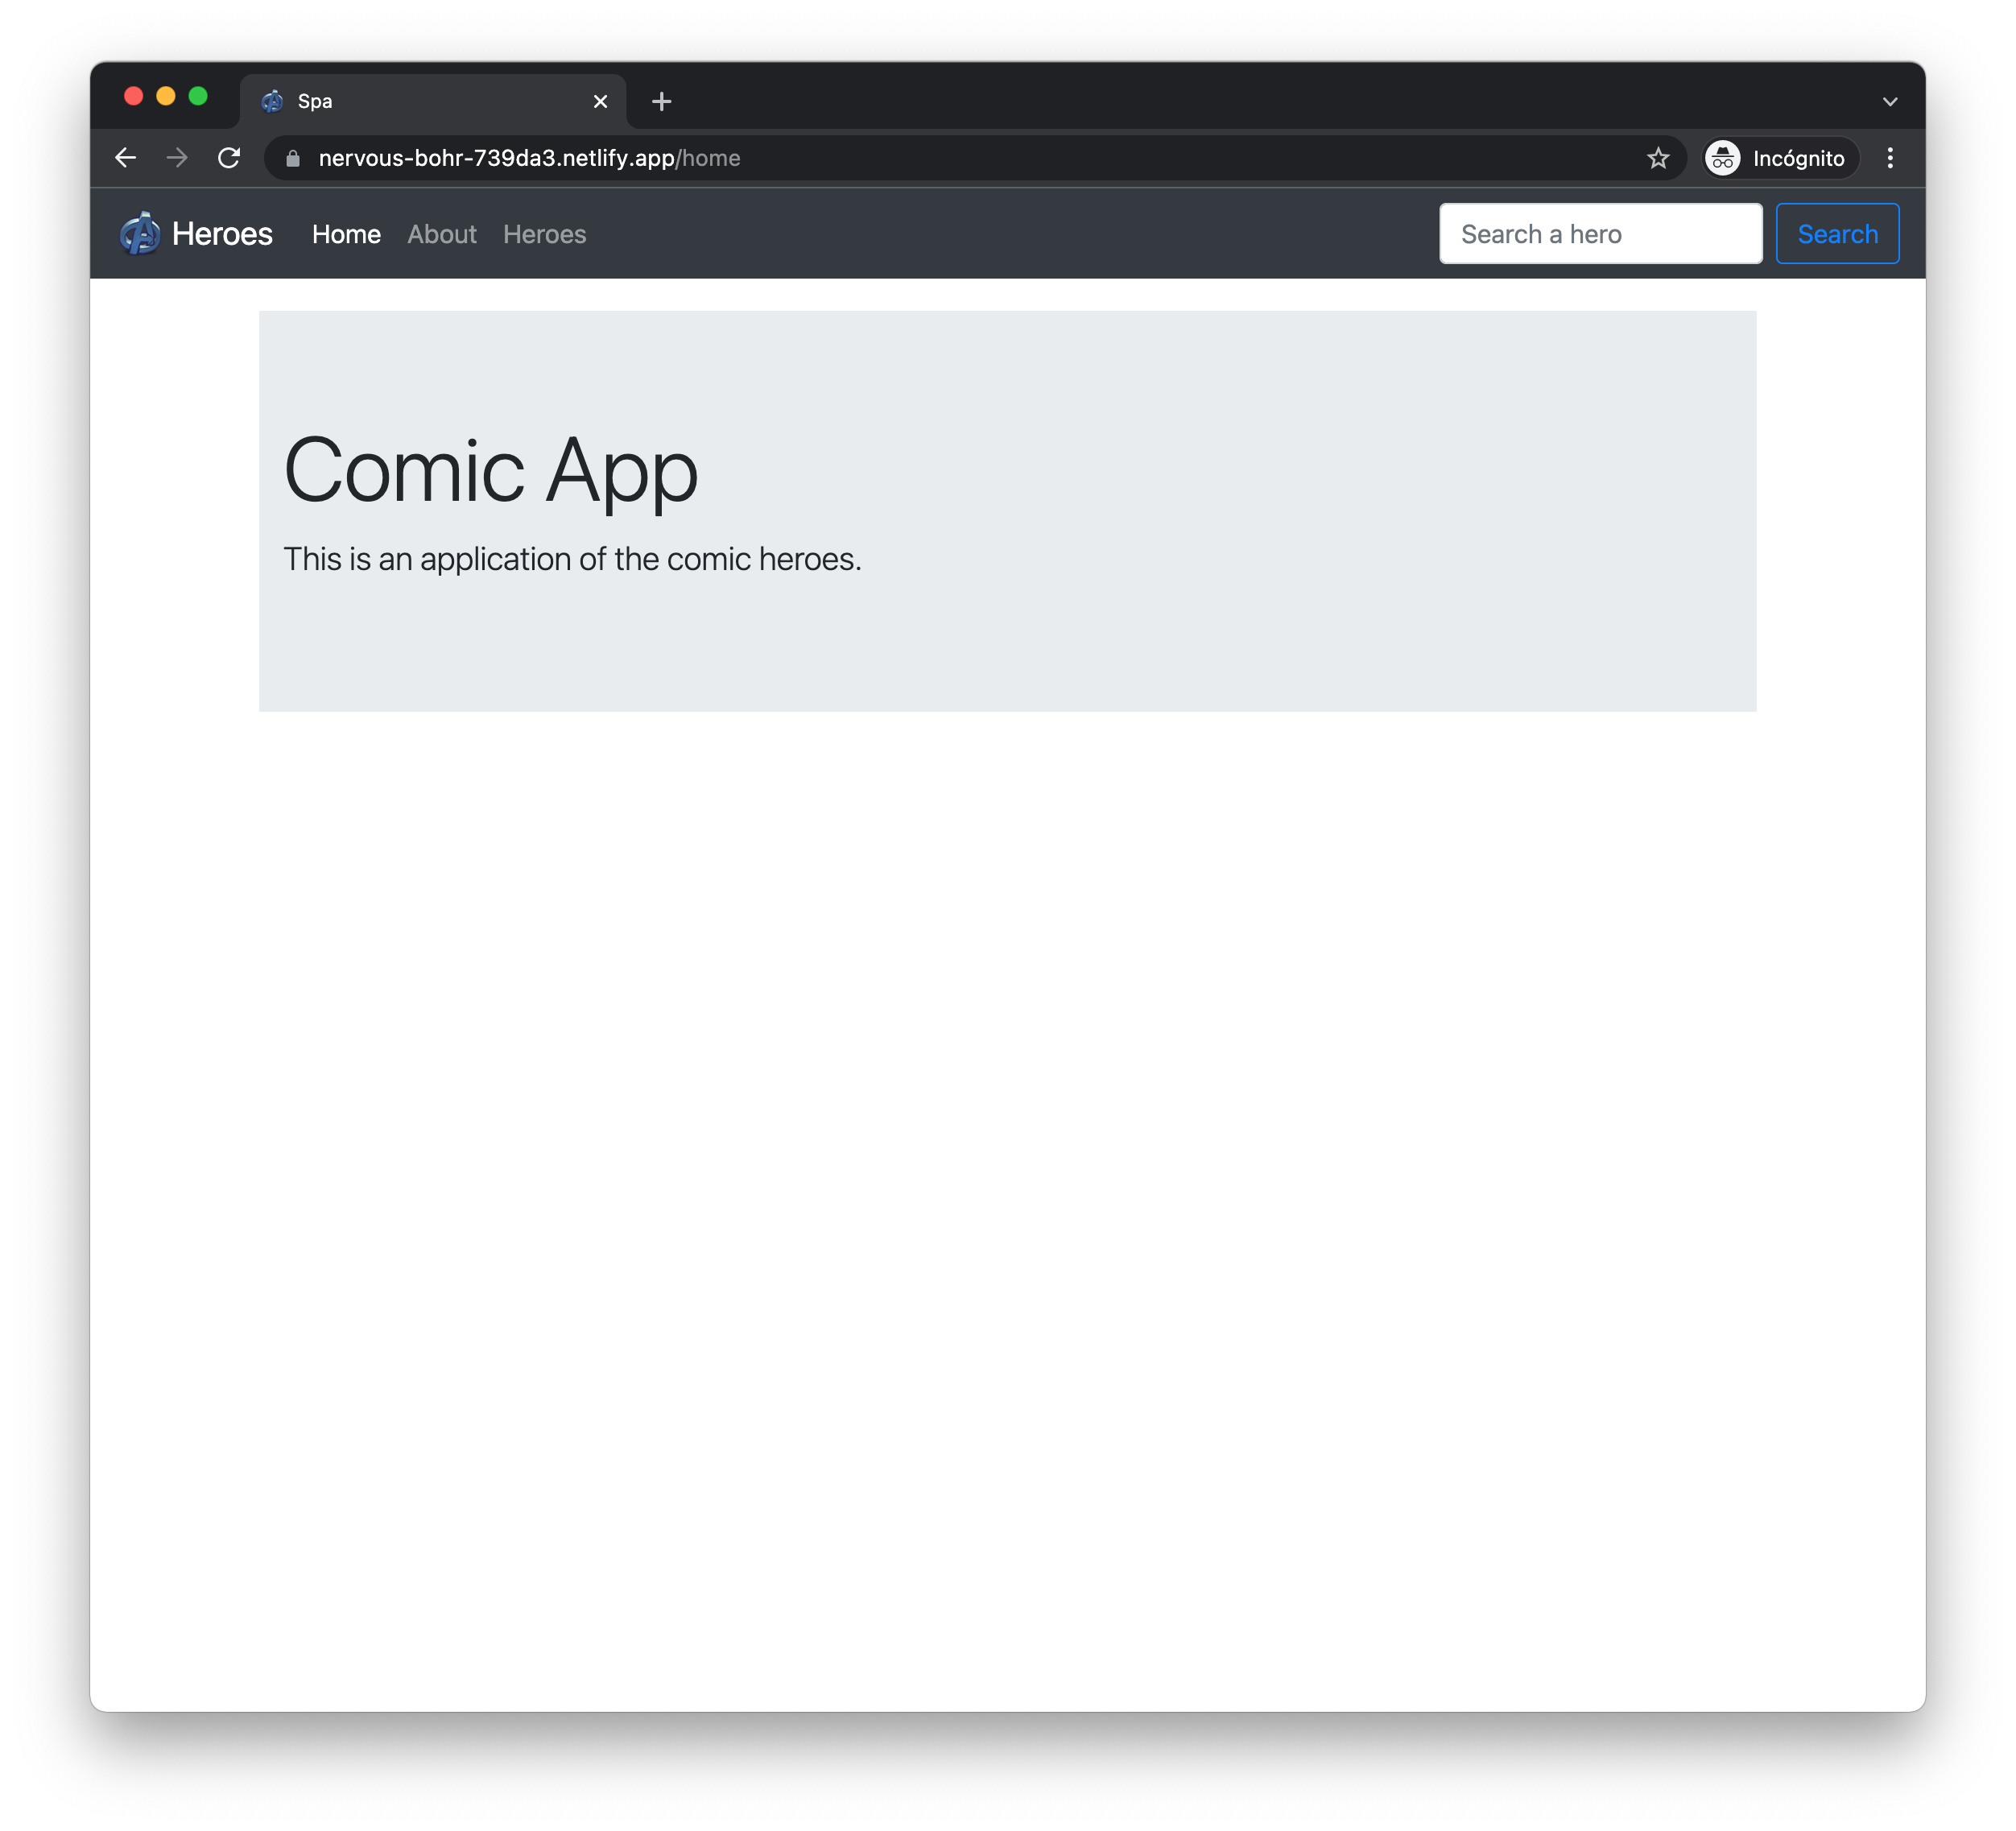 Spa
nervous-bohr-739da3.netlify.app/home
Incógnito
Heroes Home About Heroes Search a hero Search
Comic App
This is an application of the comic heroes.